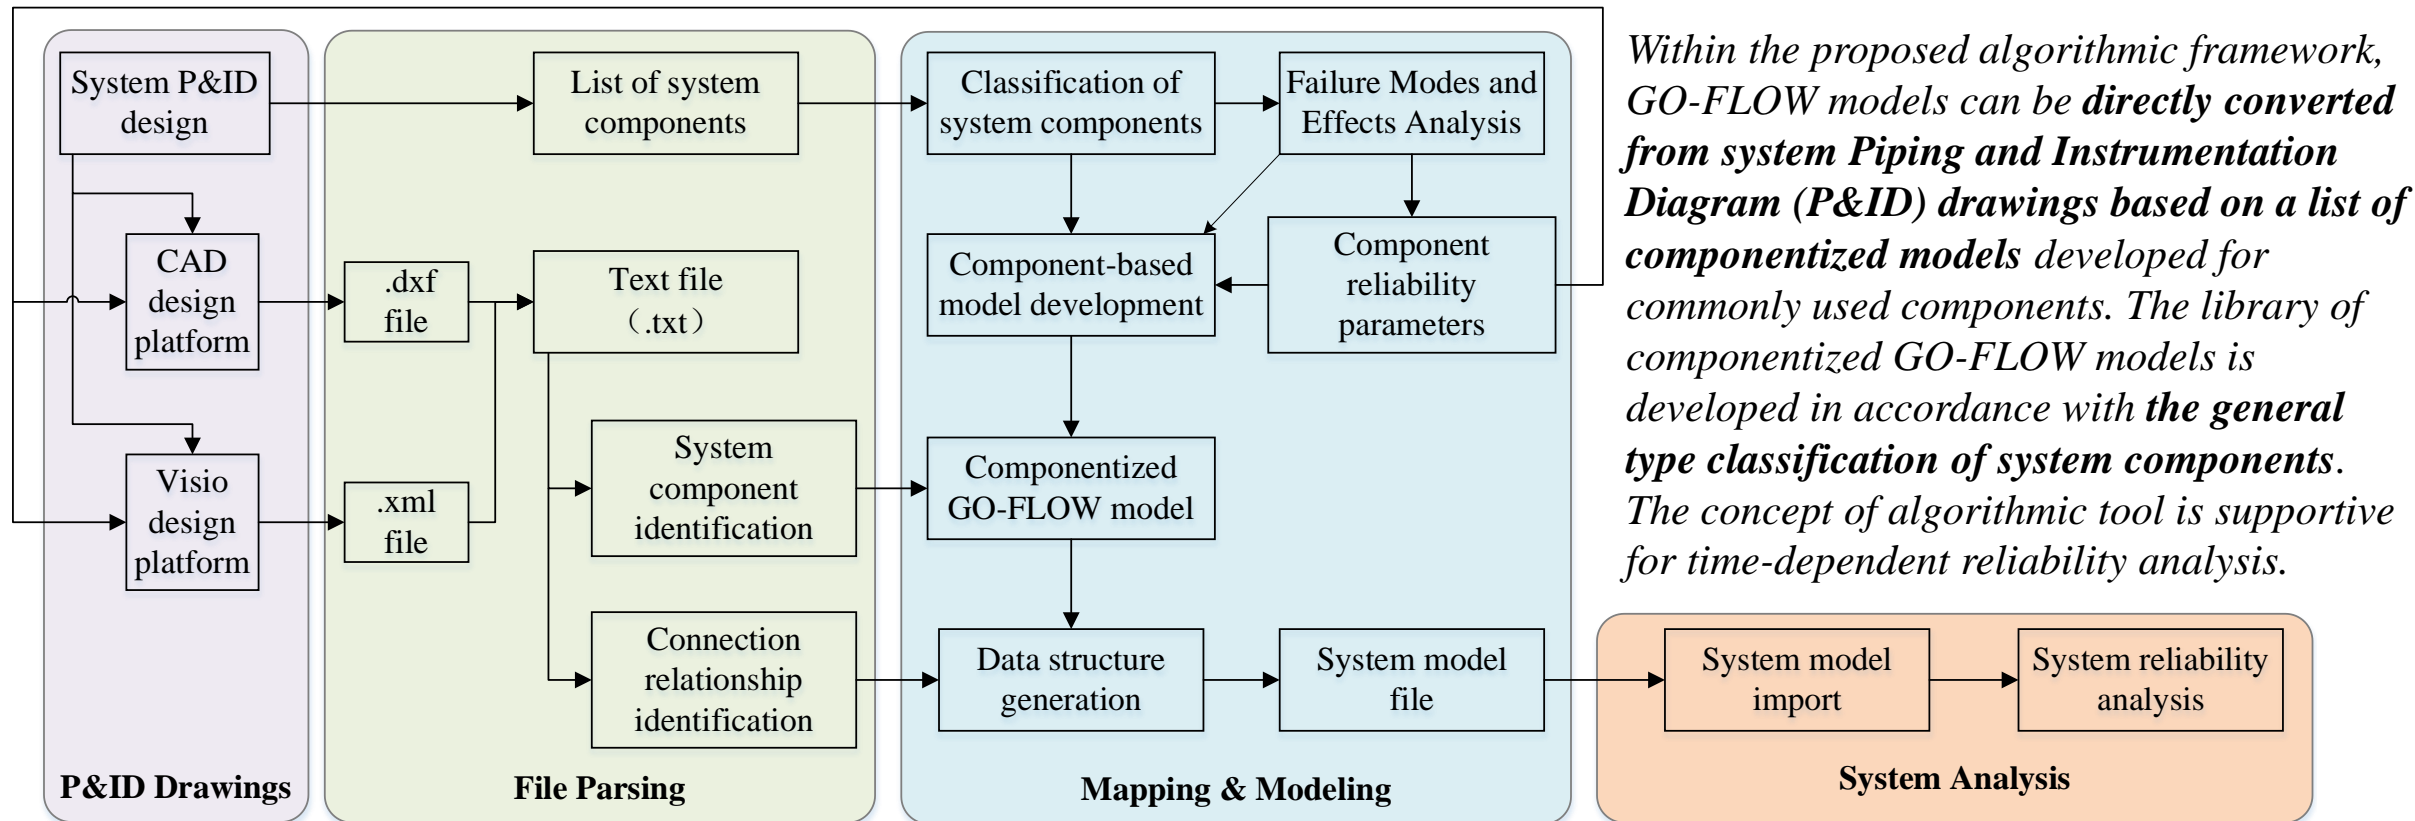 System P&ID
design
CAD
design
platform
Visio
design
platform
P&ID Drawings
List of system
components
.dxf
file
Text file
（.txt）
.xml
file
System
component
identification
Connection
relationship
identification
File Parsing
Classification of
system components
Failure Modes and
Effects Analysis
Component-based
model development
Component
reliability
parameters
Componentized
GO-FLOW model
Data structure
generation
System model
file
Mapping & Modeling
Within the proposed algorithmic framework,
GO-FLOW models can be directly converted
from system Piping and Instrumentation
Diagram (P&ID) drawings based on a list of
componentized models developed for
commonly used components. The library of
componentized GO-FLOW models is
developed in accordance with the general
type classification of system components.
The concept of algorithmic tool is supportive
for time-dependent reliability analysis.
System model
import
System reliability
analysis
System Analysis